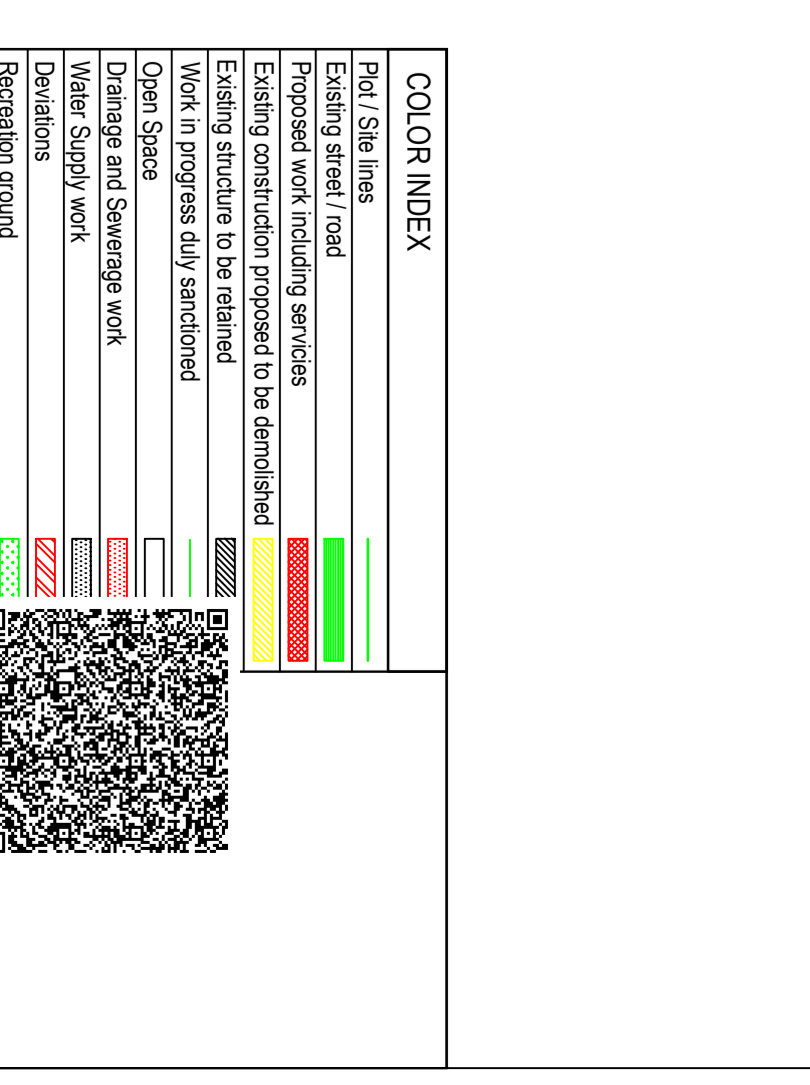 COLOR INDEX
Plot / Site lines
Existing street / road
Proposed work including servicies
Existing construction proposed to be demolished
Existing structure to be retained
Work in progress duly sanctioned
Open Space
Drainage and Sewerage work
Water Supply work
Deviations
Recreation ground